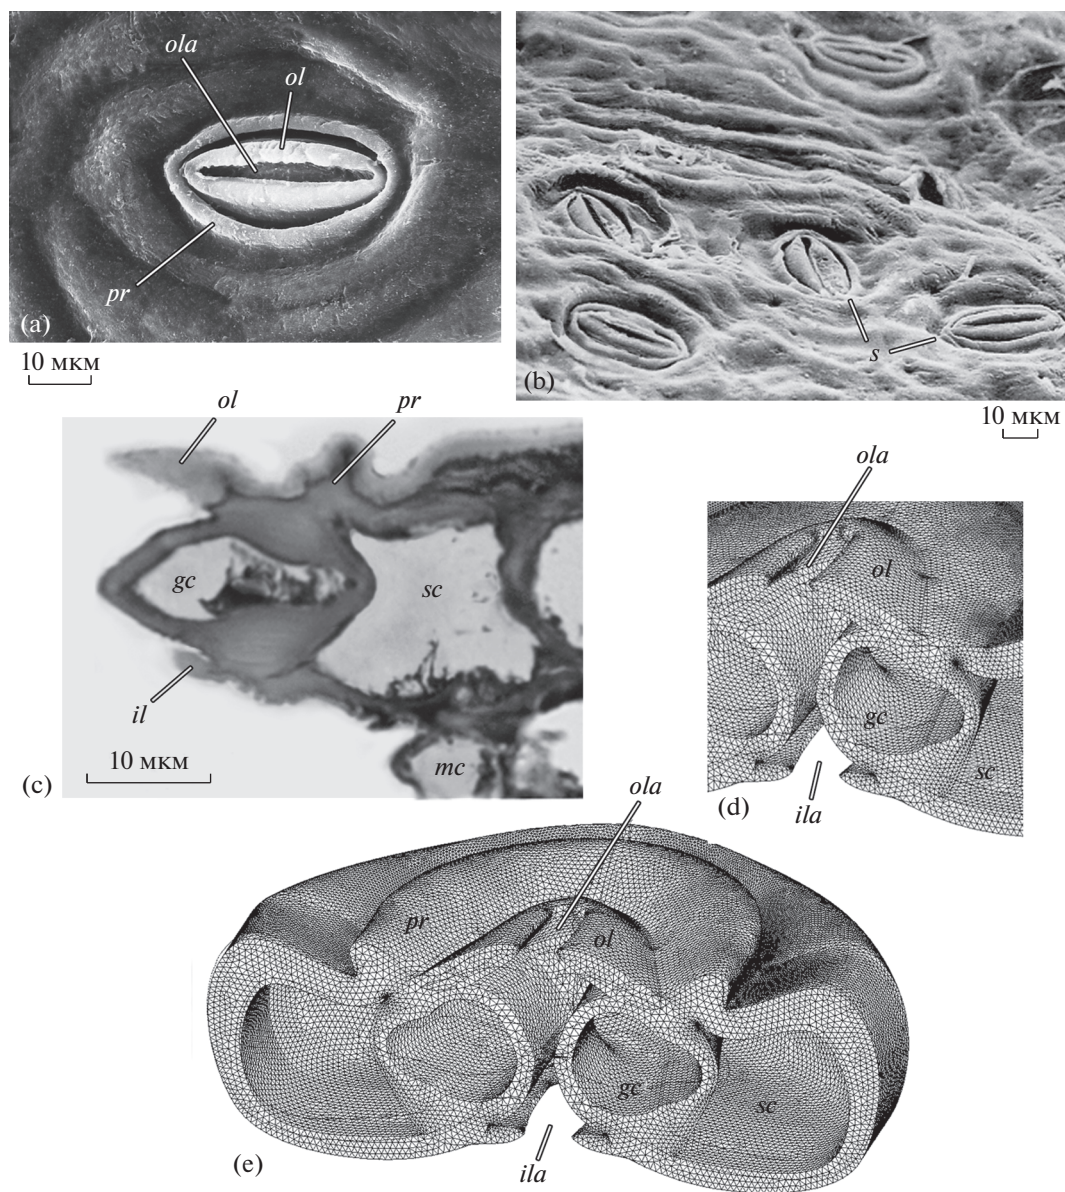 ola
ol
pr
(a)
10 мкм
s
(b)
10 мкм
ol
pr
gc
sc
il
10 мкм
mc
(c)
ola
ol
gc
sc
ila
(d)
ola
pr
ol
gc
sc
ila
(e)